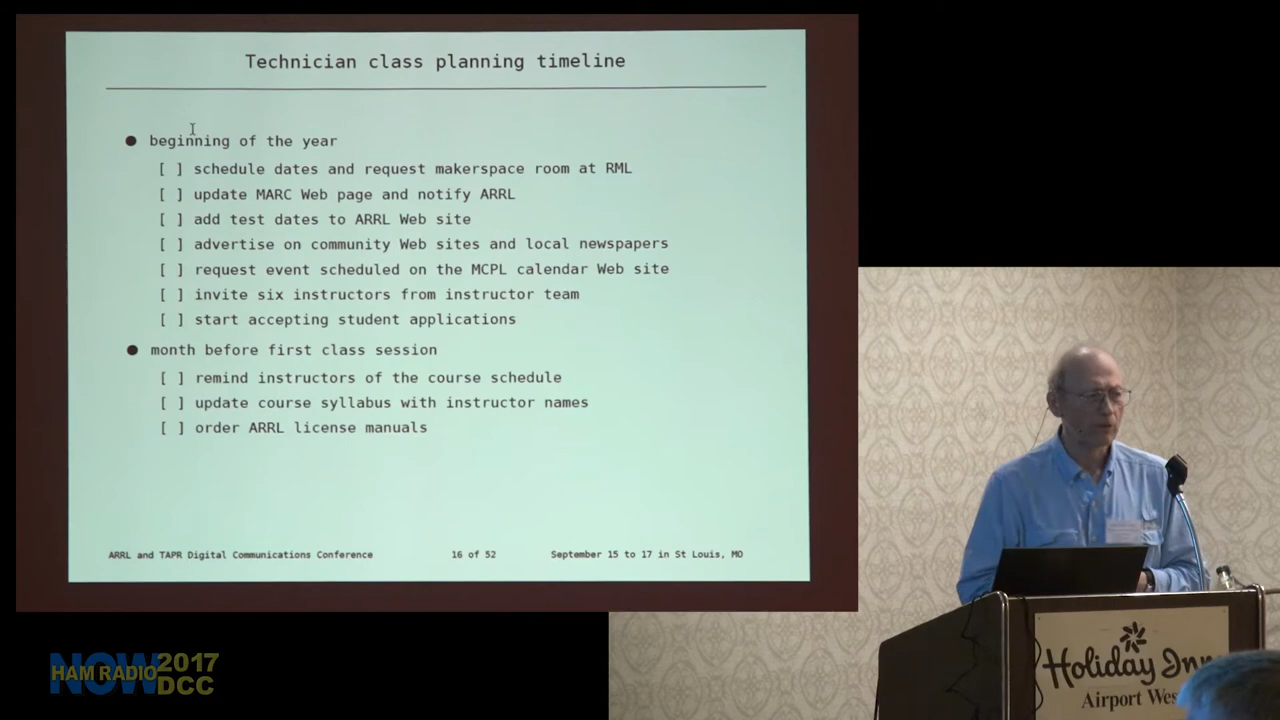 Technician class planning timeline
● beginning of the year
[ ] schedule dates and request makerspace room at RML
[ ] update MARC Web page and notify ARRL
[ ] add test dates to ARRL Web site
[ ] advertise on community Web sites and local newspapers
[ ] request event scheduled on the MCPL calendar Web site
[ ] invite six instructors from instructor team
[ ] start accepting student applications
● month before first class session
[ ] remind instructors of the course schedule
[ ] update course syllabus with instructor names
[ ] order ARRL license manuals
ARRL and TAPR Digital Communications Conference 16 of 52 September 15 to 17 in St Louis, MO
HAM RADIO NOW 2017
DCC
Holiday Inn
Airport Wes